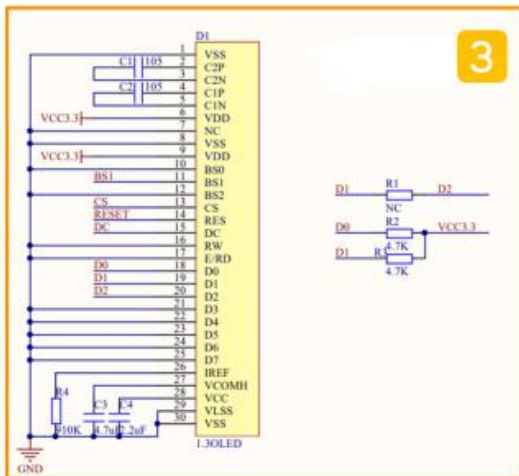 D1
3
1 VSS
C1 105 2 C2P
3 C2N
C2 105 4 C1P
5 C1N
VCC3.3 6 VDD
7 NC
8 VSS
VCC3.3 9 VDD
10 BS0
BS1 11 BS1
12 BS2
CS 13 CS
RESET 14 RES
DC 15 DC
16 RW
17 E/RD
D0 18 D0
D1 19 D1
D2 20 D2
21 D3
22 D4
23 D5
24 D6
25 D7
26 IREF
27 VCOMH
28 VCC
29 VLSS
30 VSS
R4
910K
C3
4.7uF
C4
2.2uF
1.3OLED
GND
D1 R1 D2
NC
D0 R2 VCC3.3
4.7K
D1 R3
4.7K